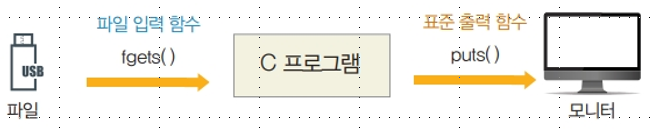 파일 입력 함수
fgets( )
USB
파일
C 프로그램
표준 출력 함수
puts( )
모니터